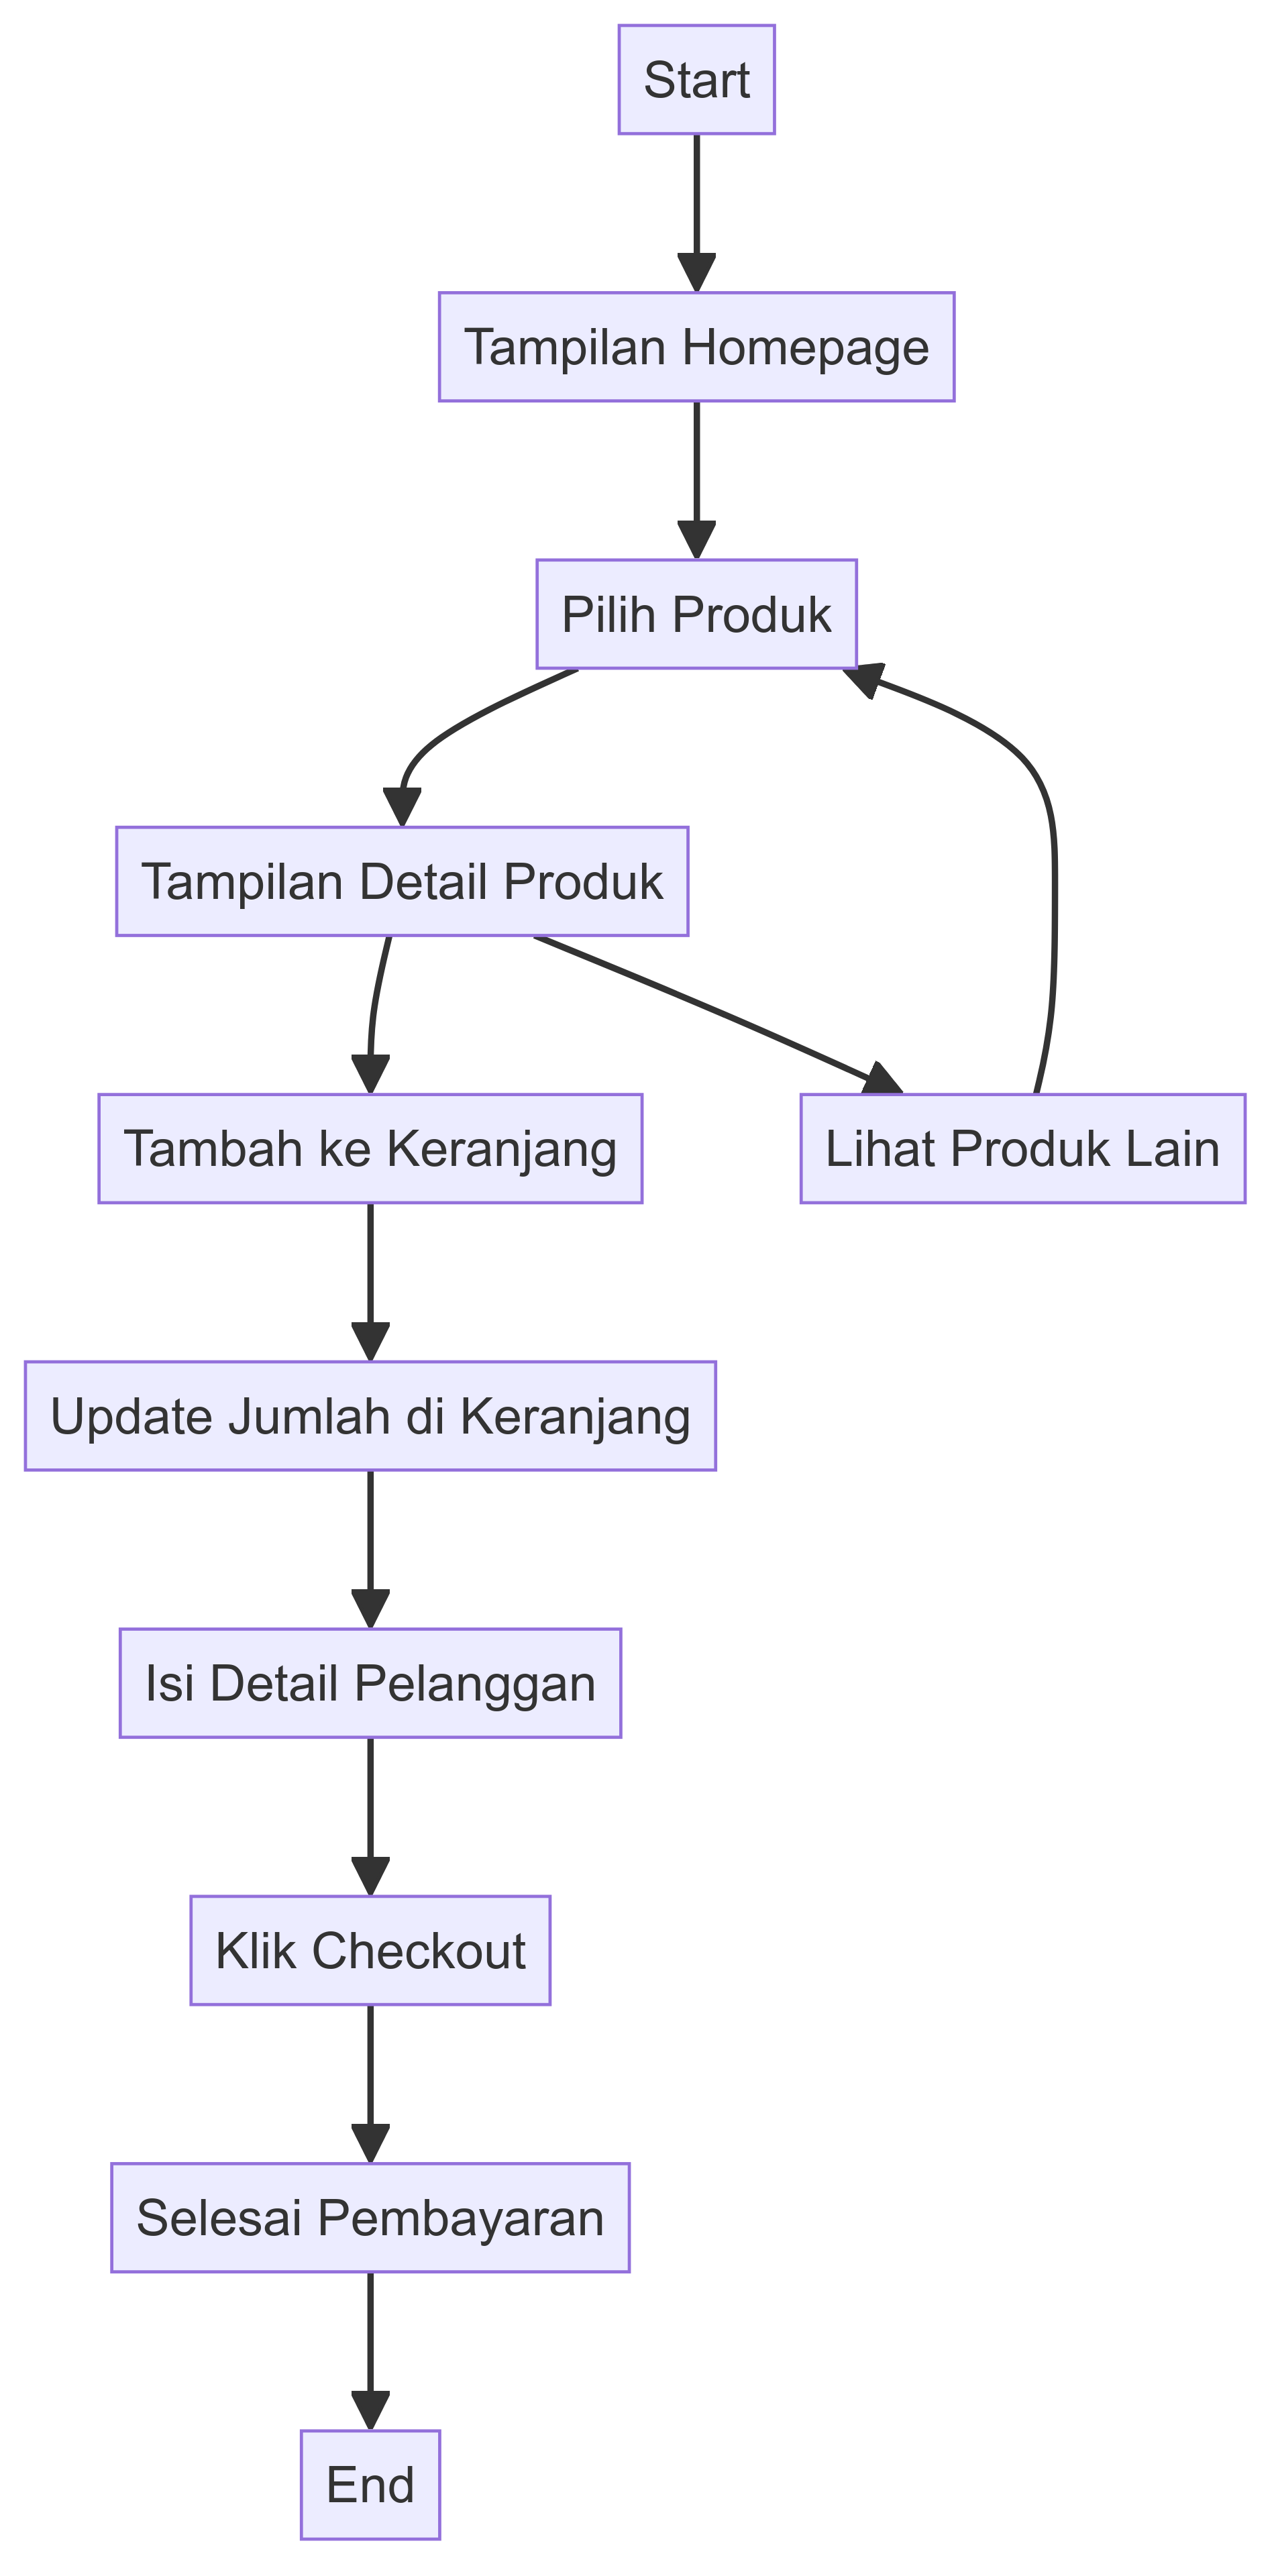 Start
Tampilan Homepage
Pilih Produk
Tampilan Detail Produk
Tambah ke Keranjang
Lihat Produk Lain
Update Jumlah di Keranjang
Isi Detail Pelanggan
Klik Checkout
Selesai Pembayaran
End